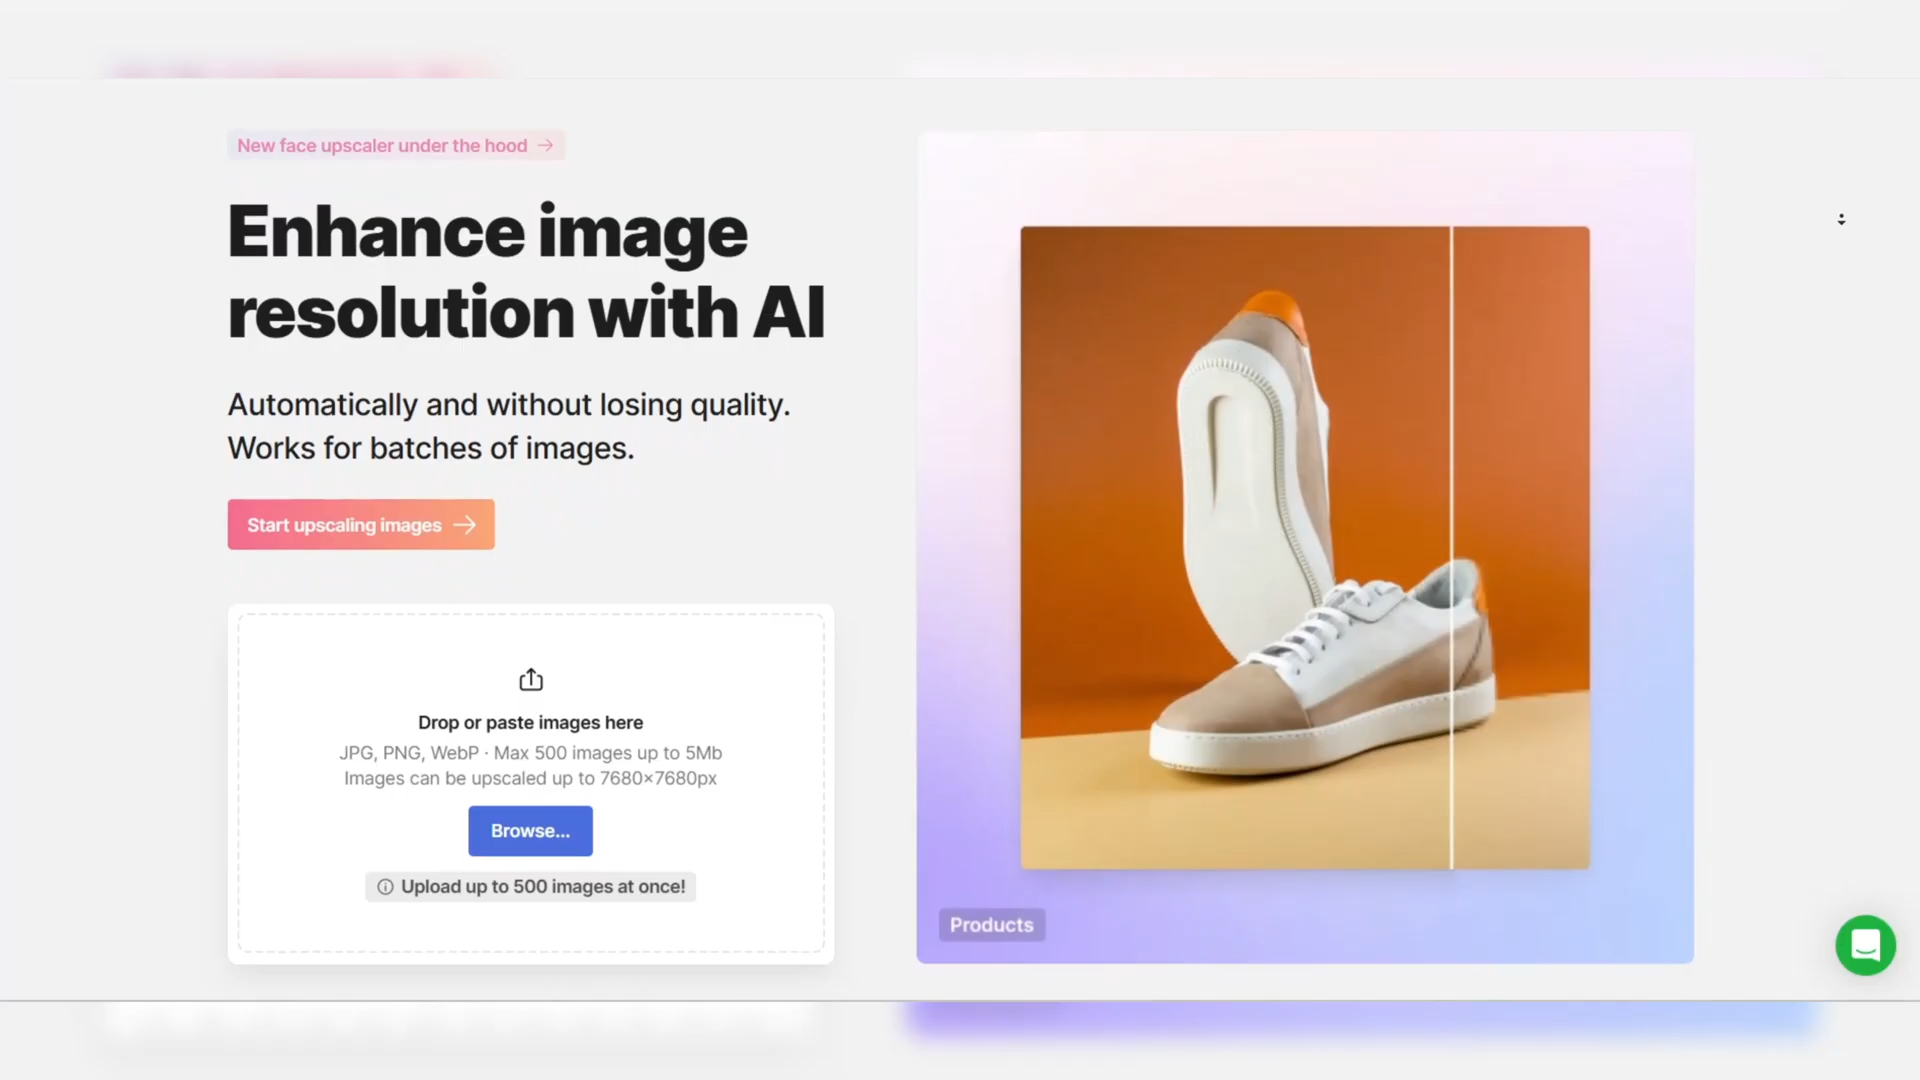 New face upscaler under the hood →
Enhance image
resolution with AI
Automatically and without losing quality.
Works for batches of images.
Start upscaling images →
Drop or paste images here
JPG, PNG, WebP · Max 500 images up to 5Mb
Images can be upscaled up to 7680×7680px
Browse...
Upload up to 500 images at once!
Products